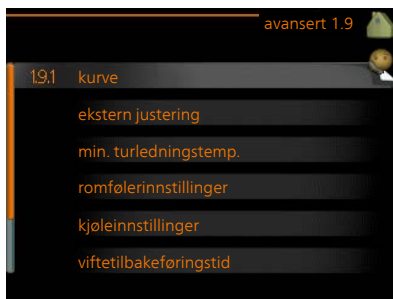 avansert 1.9
1.9.1 kurve
ekstern justering
min. turledningstemp.
romfølerinnstillinger
kjøleinnstillinger
viftetilbakeføringstid